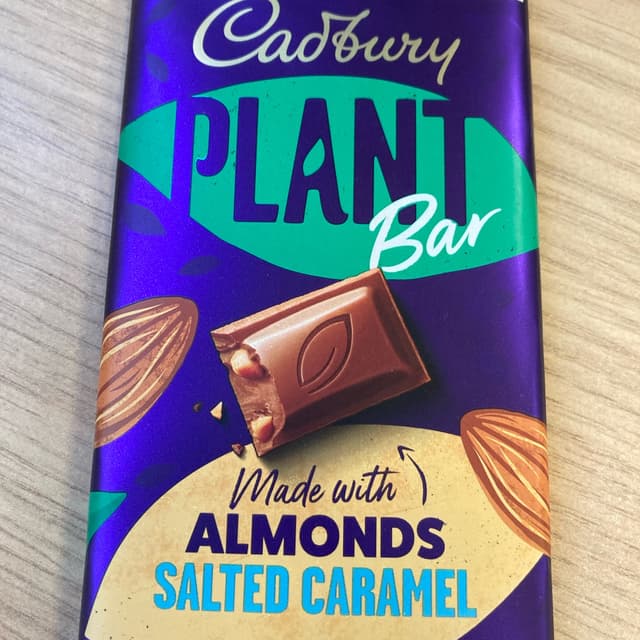 Cadbury
PLANT
Bar
Made with
ALMONDS
SALTED CARAMEL